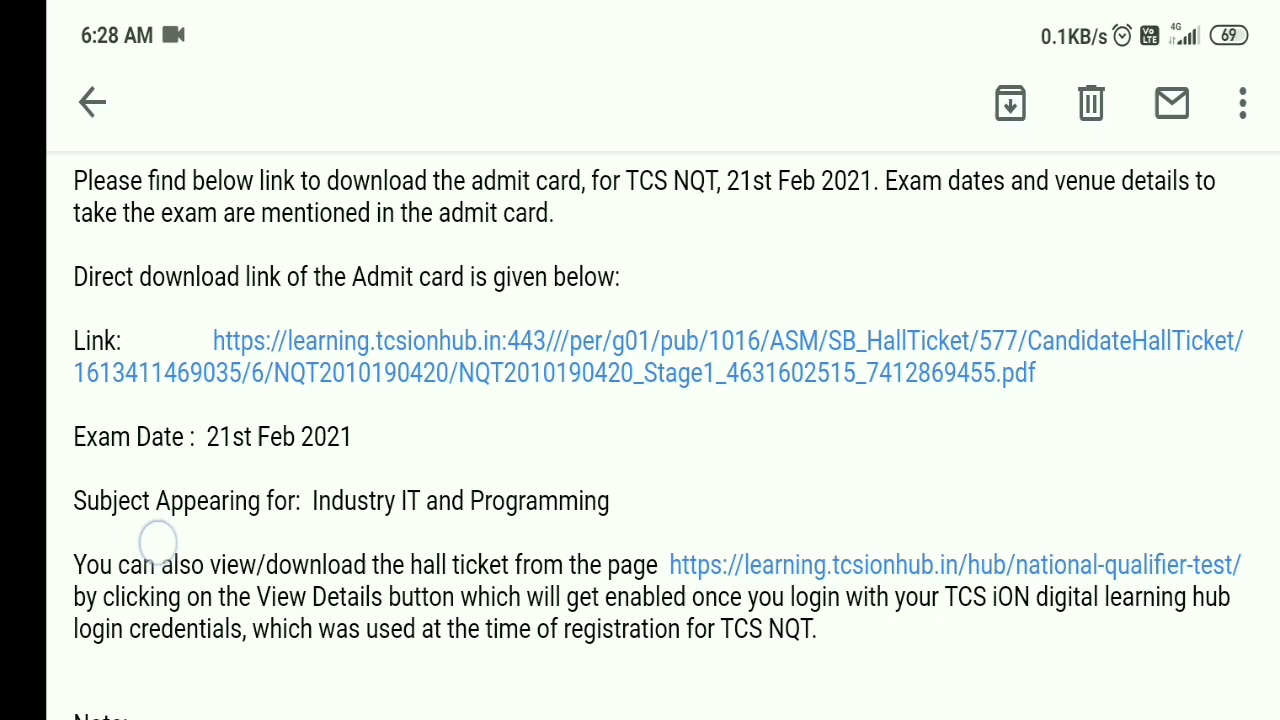 6:28 AM
0.1KB/s Vo LTE 4G 69
Please find below link to download the admit card, for TCS NQT, 21st Feb 2021. Exam dates and venue details to
take the exam are mentioned in the admit card.
Direct download link of the Admit card is given below:
Link: https://learning.tcsionhub.in:443///per/g01/pub/1016/ASM/SB_HallTicket/577/CandidateHallTicket/
1613411469035/6/NQT2010190420/NQT2010190420_Stage1_4631602515_7412869455.pdf
Exam Date : 21st Feb 2021
Subject Appearing for: Industry IT and Programming
You can also view/download the hall ticket from the page https://learning.tcsionhub.in/hub/national-qualifier-test/
by clicking on the View Details button which will get enabled once you login with your TCS iON digital learning hub
login credentials, which was used at the time of registration for TCS NQT.